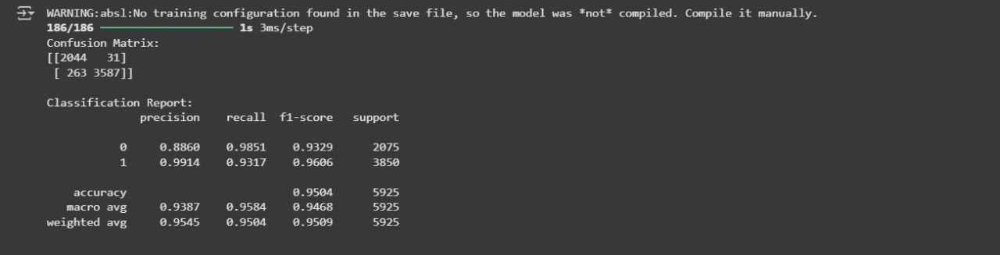 WARNING:absl:No training configuration found in the save file, so the model was *not* compiled. Compile it manually.
186/186 ━━━━━━━━━━━━━━━━━━━━ 1s 3ms/step
Confusion Matrix:
[[2044   31]
 [ 263 3587]]
Classification Report:
              precision    recall  f1-score   support
           0     0.8860    0.9851    0.9329      2075
           1     0.9914    0.9317    0.9606      3850
    accuracy                         0.9504      5925
   macro avg     0.9387    0.9584    0.9468      5925
weighted avg     0.9545    0.9504    0.9509      5925